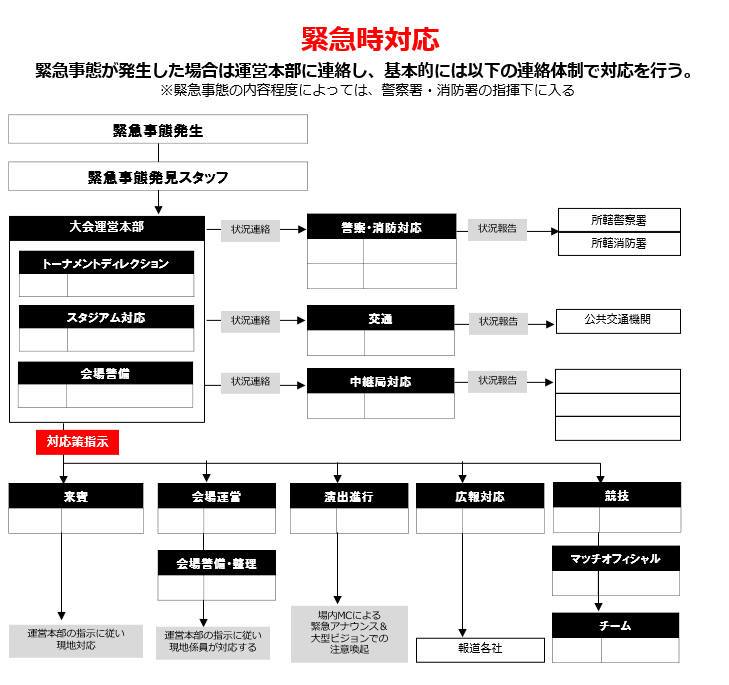 緊急時対応
緊急事態が発生した場合は運営本部に連絡し、基本的には以下の連絡体制で対応を行う。
※緊急事態の内容程度によっては、警察署・消防署の指揮下に入る
緊急事態発生
緊急事態発見スタッフ
大会運営本部
トーナメントディレクション
スタジアム対応
会場警備
状況連絡
警察・消防対応
状況報告
所轄警察署
所轄消防署
状況連絡
交通
状況報告
公共交通機関
状況連絡
中継局対応
状況報告
対応策指示
来賓
会場運営
演出進行
広報対応
競技
会場警備・整理
マッチオフィシャル
チーム
運営本部の指示に従い
現地対応
運営本部の指示に従い
現地係員が対応する
場内MCによる
緊急アナウンス＆
大型ビジョンでの
注意喚起
報道各社